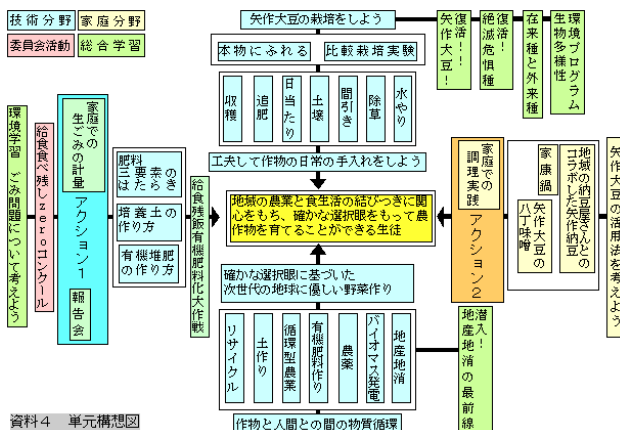 技術分野
家庭分野
委員会活動
総合学習
矢作大豆の栽培をしよう
本物にふれる
比較栽培実験
収穫
追肥
日当たり
土壌
間引き
除草
水やり
工夫して作物の日常の手入れをしよう
復活!!
矢作大豆!
復活!
絶滅危惧種
在来種と外来種
環境プログラム
生物多様性
環境学習 ごみ問題について考えよう
給食食べ残しzeroコンクール
家庭での
生ごみの計量
アクション1
報告会
肥料
三要素の
はたらき
培養土の
作り方
有機堆肥
の作り方
給食残飯有機肥料化大作戦
地域の農業と食生活の結びつきに関
心をもち、確かな選択眼をもって農
作物を育てることができる生徒
家庭での
調理実践
アクション2
家康鍋
矢作大豆の
八丁味噌
地域の納豆屋さんとの
コラボした矢作納豆
矢作大豆の活用法を考えよう
確かな選択眼に基づいた
次世代の地球に優しい野菜作り
リサイクル
土作り
循環型農業
有機肥料作り
農薬
バイオマス発電
地産地消
潜入!
地産地消の最前線
作物と人間との間の物質循環
資料4 単元構想図